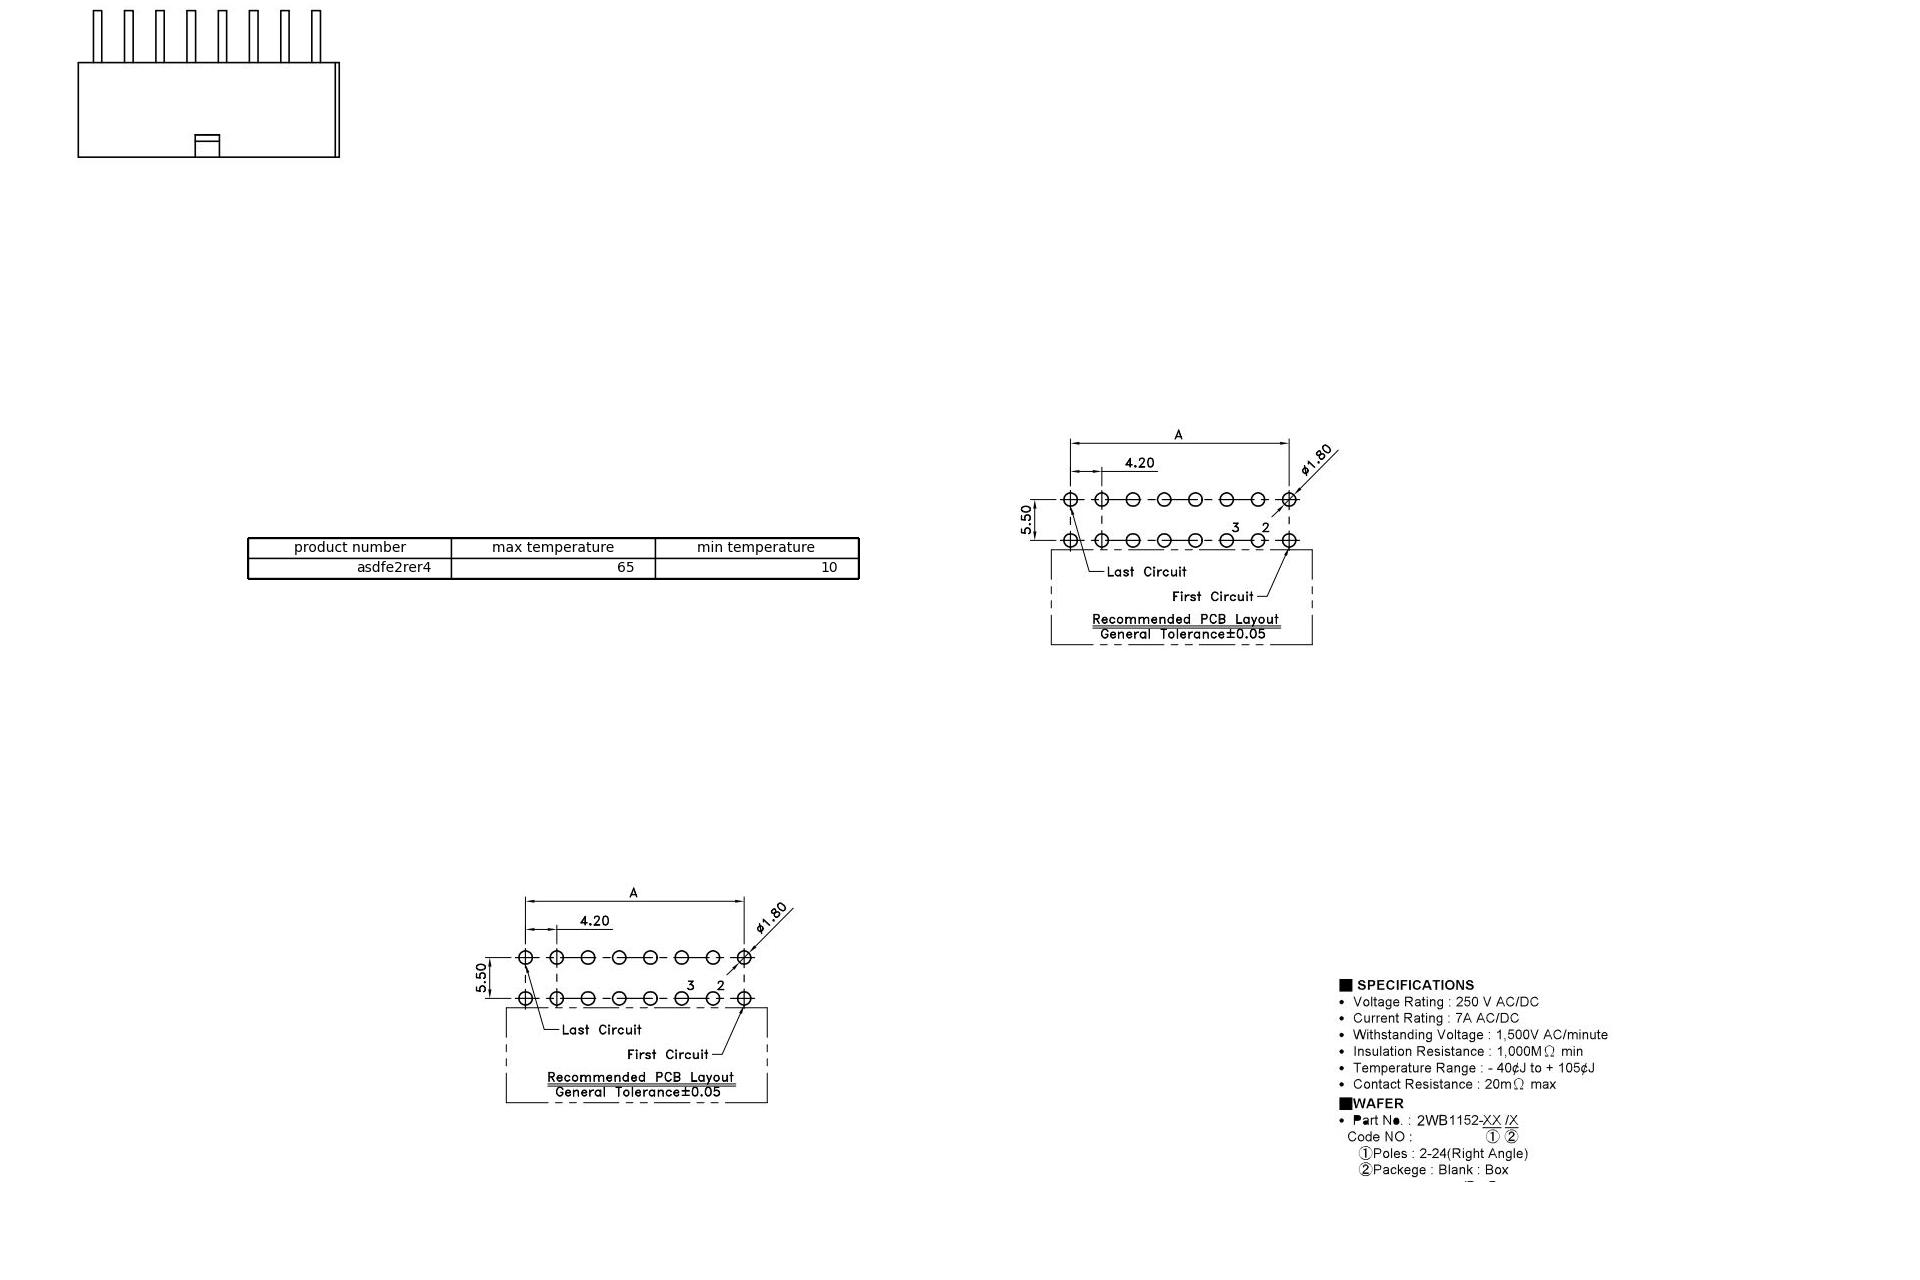 A
4.20
ø1.80
5.50
3 2
Last Circuit
First Circuit
Recommended PCB Layout
General Tolerance±0.05
product number max temperature min temperature
asdfe2rer4 65 10
A
4.20
ø1.80
5.50
3 2
Last Circuit
First Circuit
Recommended PCB Layout
General Tolerance±0.05
■ SPECIFICATIONS
• Voltage Rating : 250 V AC/DC
• Current Rating : 7A AC/DC
• Withstanding Voltage : 1,500V AC/minute
• Insulation Resistance : 1,000MΩ min
• Temperature Range : - 40¢J to + 105¢J
• Contact Resistance : 20mΩ max
■WAFER
• Part No. : 2WB1152-XX /X
Code NO : ① ②
①Poles : 2-24(Right Angle)
②Packege : Blank : Box